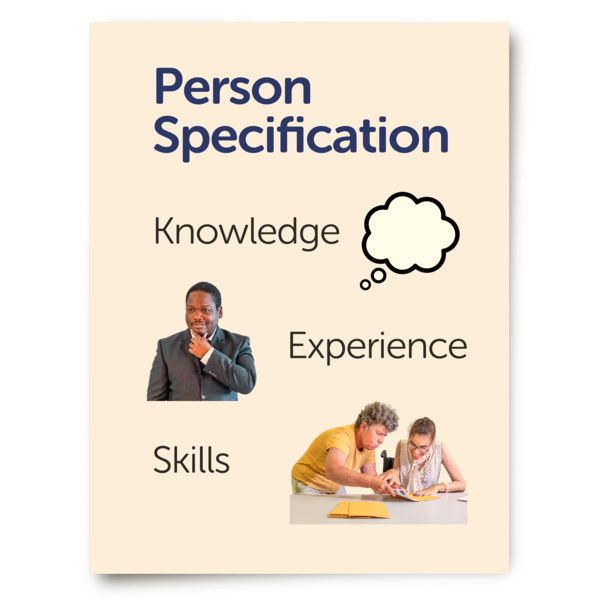 Person
Specification
Knowledge
Experience
Skills